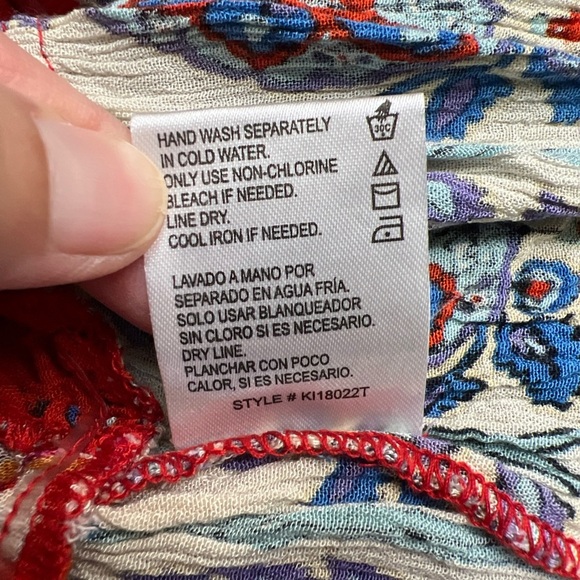 HAND WASH SEPARATELY
IN COLD WATER.
ONLY USE NON-CHLORINE
BLEACH IF NEEDED.
LINE DRY.
COOL IRON IF NEEDED.
30C
LAVADO A MANO POR
SEPARADO EN AGUA FRÍA.
SOLO USAR BLANQUEADOR
SIN CLORO SI ES NECESARIO.
DRY LINE.
PLANCHAR CON POCO
CALOR, SI ES NECESARIO.
STYLE # KI18022T